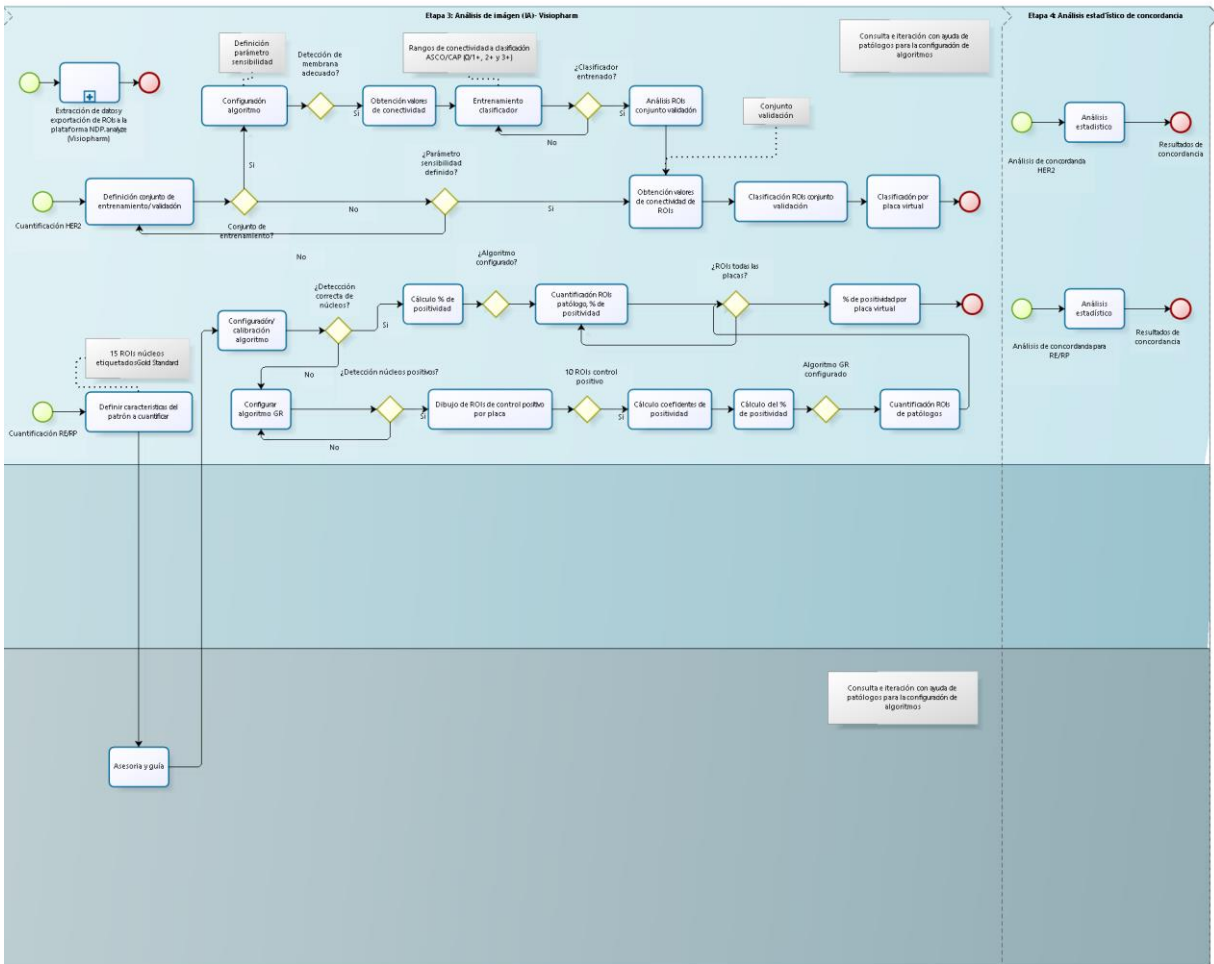 Etapa 3: Análisis de imágen (IA)- Visiopharm
Etapa 4: Análisis estadístico de concordancia
Definición
parámetro
sensibilidad
Detección de
membrana
adecuado?
Rangos de conectividad a clasificación
ASCO/CAP (0/1+, 2+ y 3+)
¿Clasificador
entrenado?
Consulta e iteración con ayuda de
patólogos para la configuración de
algoritmos
Extracción de datos y
exportación de ROIs a la
plataforma NDP.analyze
(Visiopharm)
Configuración
algoritmo
Si
Obtención valores
de conectividad
Entrenamiento
clasificador
No
Si
Análisis ROIs
conjunto validación
Conjunto
validación
Análisis
estadístico
Análisis de concordancia
HER2
Resultados de
concordancia
Si
¿Parámetro
sensibilidad
definido?
Cuantificación HER2
Definición conjunto de
entrenamiento/ validación
Conjunto de
entrenamiento?
No
Si
Obtención valores
de conectividad de
ROIs
Clasificación ROIs conjunto
validación
Clasificación por
placa virtual
No
¿Algoritmo
configurado?
¿Detección
correcta de
núcleos?
¿ROIs todas las
placas?
Configuración/
calibración
algoritmo
Si
Cálculo % de
positividad
Cuantificación ROIs
patólogo, % de
positividad
% de positividad por
placa virtual
Análisis
estadístico
Análisis de concordancia para
RE/RP
Resultados de
concordancia
15 ROIs núcleos
etiquetados Gold Standard
No
¿Detección núcleos positivos?
10 ROIs control
positivo
Algoritmo GR
configurado
Cuantificación RE/RP
Definir caracteristicas del
patrón a cuantificar
Configurar
algoritmo GR
No
Si
Dibujo de ROIs de control positivo
por placa
Si
Cálculo coefidentes de
positividad
Cálculo del %
de positividad
Cuantificación ROIs
de patólogos
Consulta e iteración con ayuda de
patólogos para la configuración de
algoritmos
Asesoria y guía